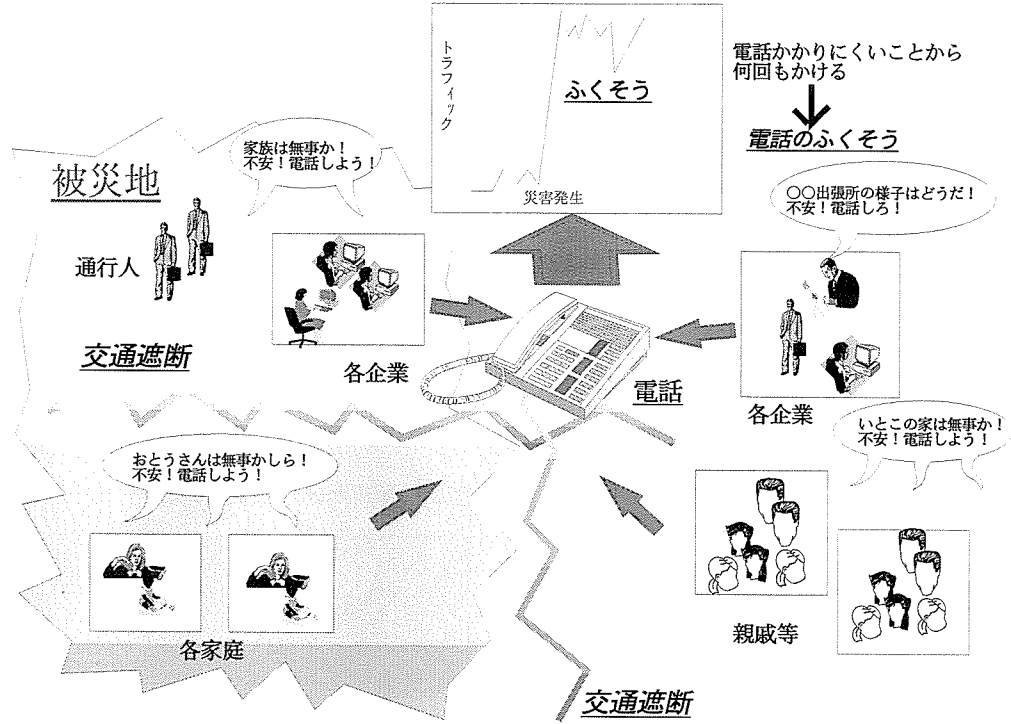 トラフィック
ふくそう
災害発生
電話かかりにくいことから
何回もかける
電話のふくそう
家族は無事か!
不安!電話しよう!
被災地
通行人
交通遮断
各企業
電話
〇〇出張所の様子はどうだ!
不安!電話しろ!
各企業
いとこの家は無事か!
不安!電話しよう!
おとうさんは無事かしら!
不安!電話しよう!
各家庭
親戚等
交通遮断